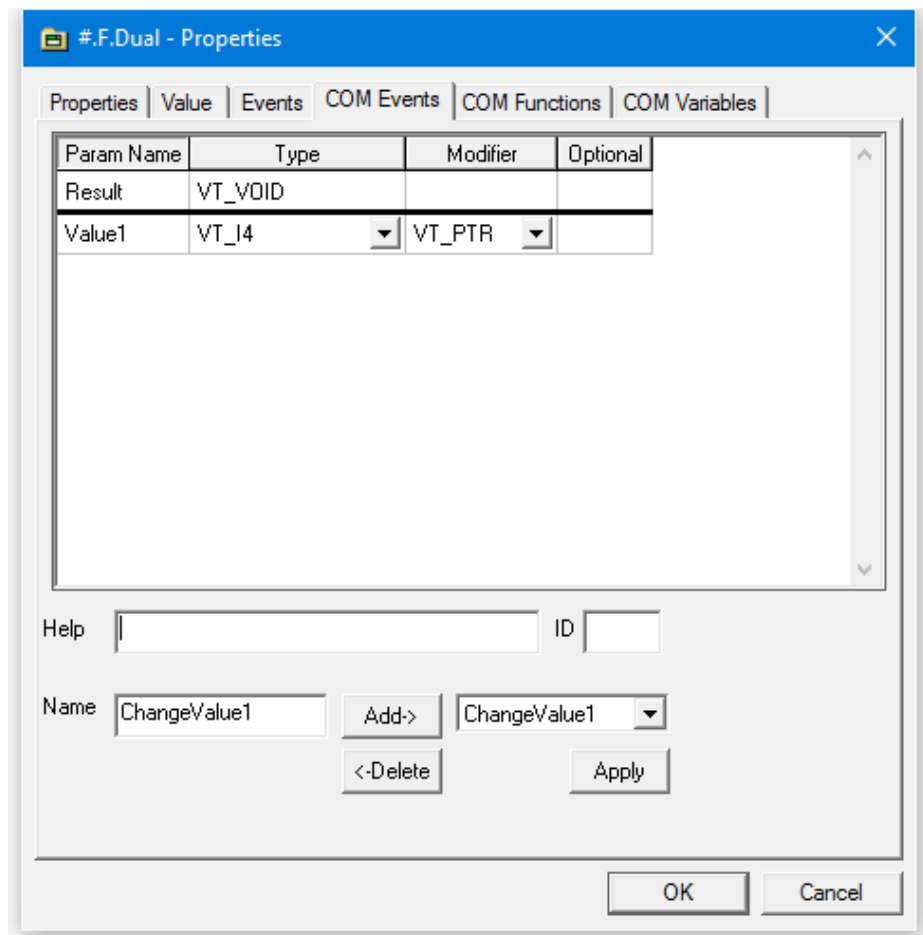 #.F.Dual - Properties
Properties Value Events COM Events COM Functions COM Variables
Param Name Type Modifier Optional
Result VT_VOID
Value1 VT_I4 VT_PTR
Help ID
Name ChangeValue1 Add-> ChangeValue1
<-Delete Apply
OK Cancel